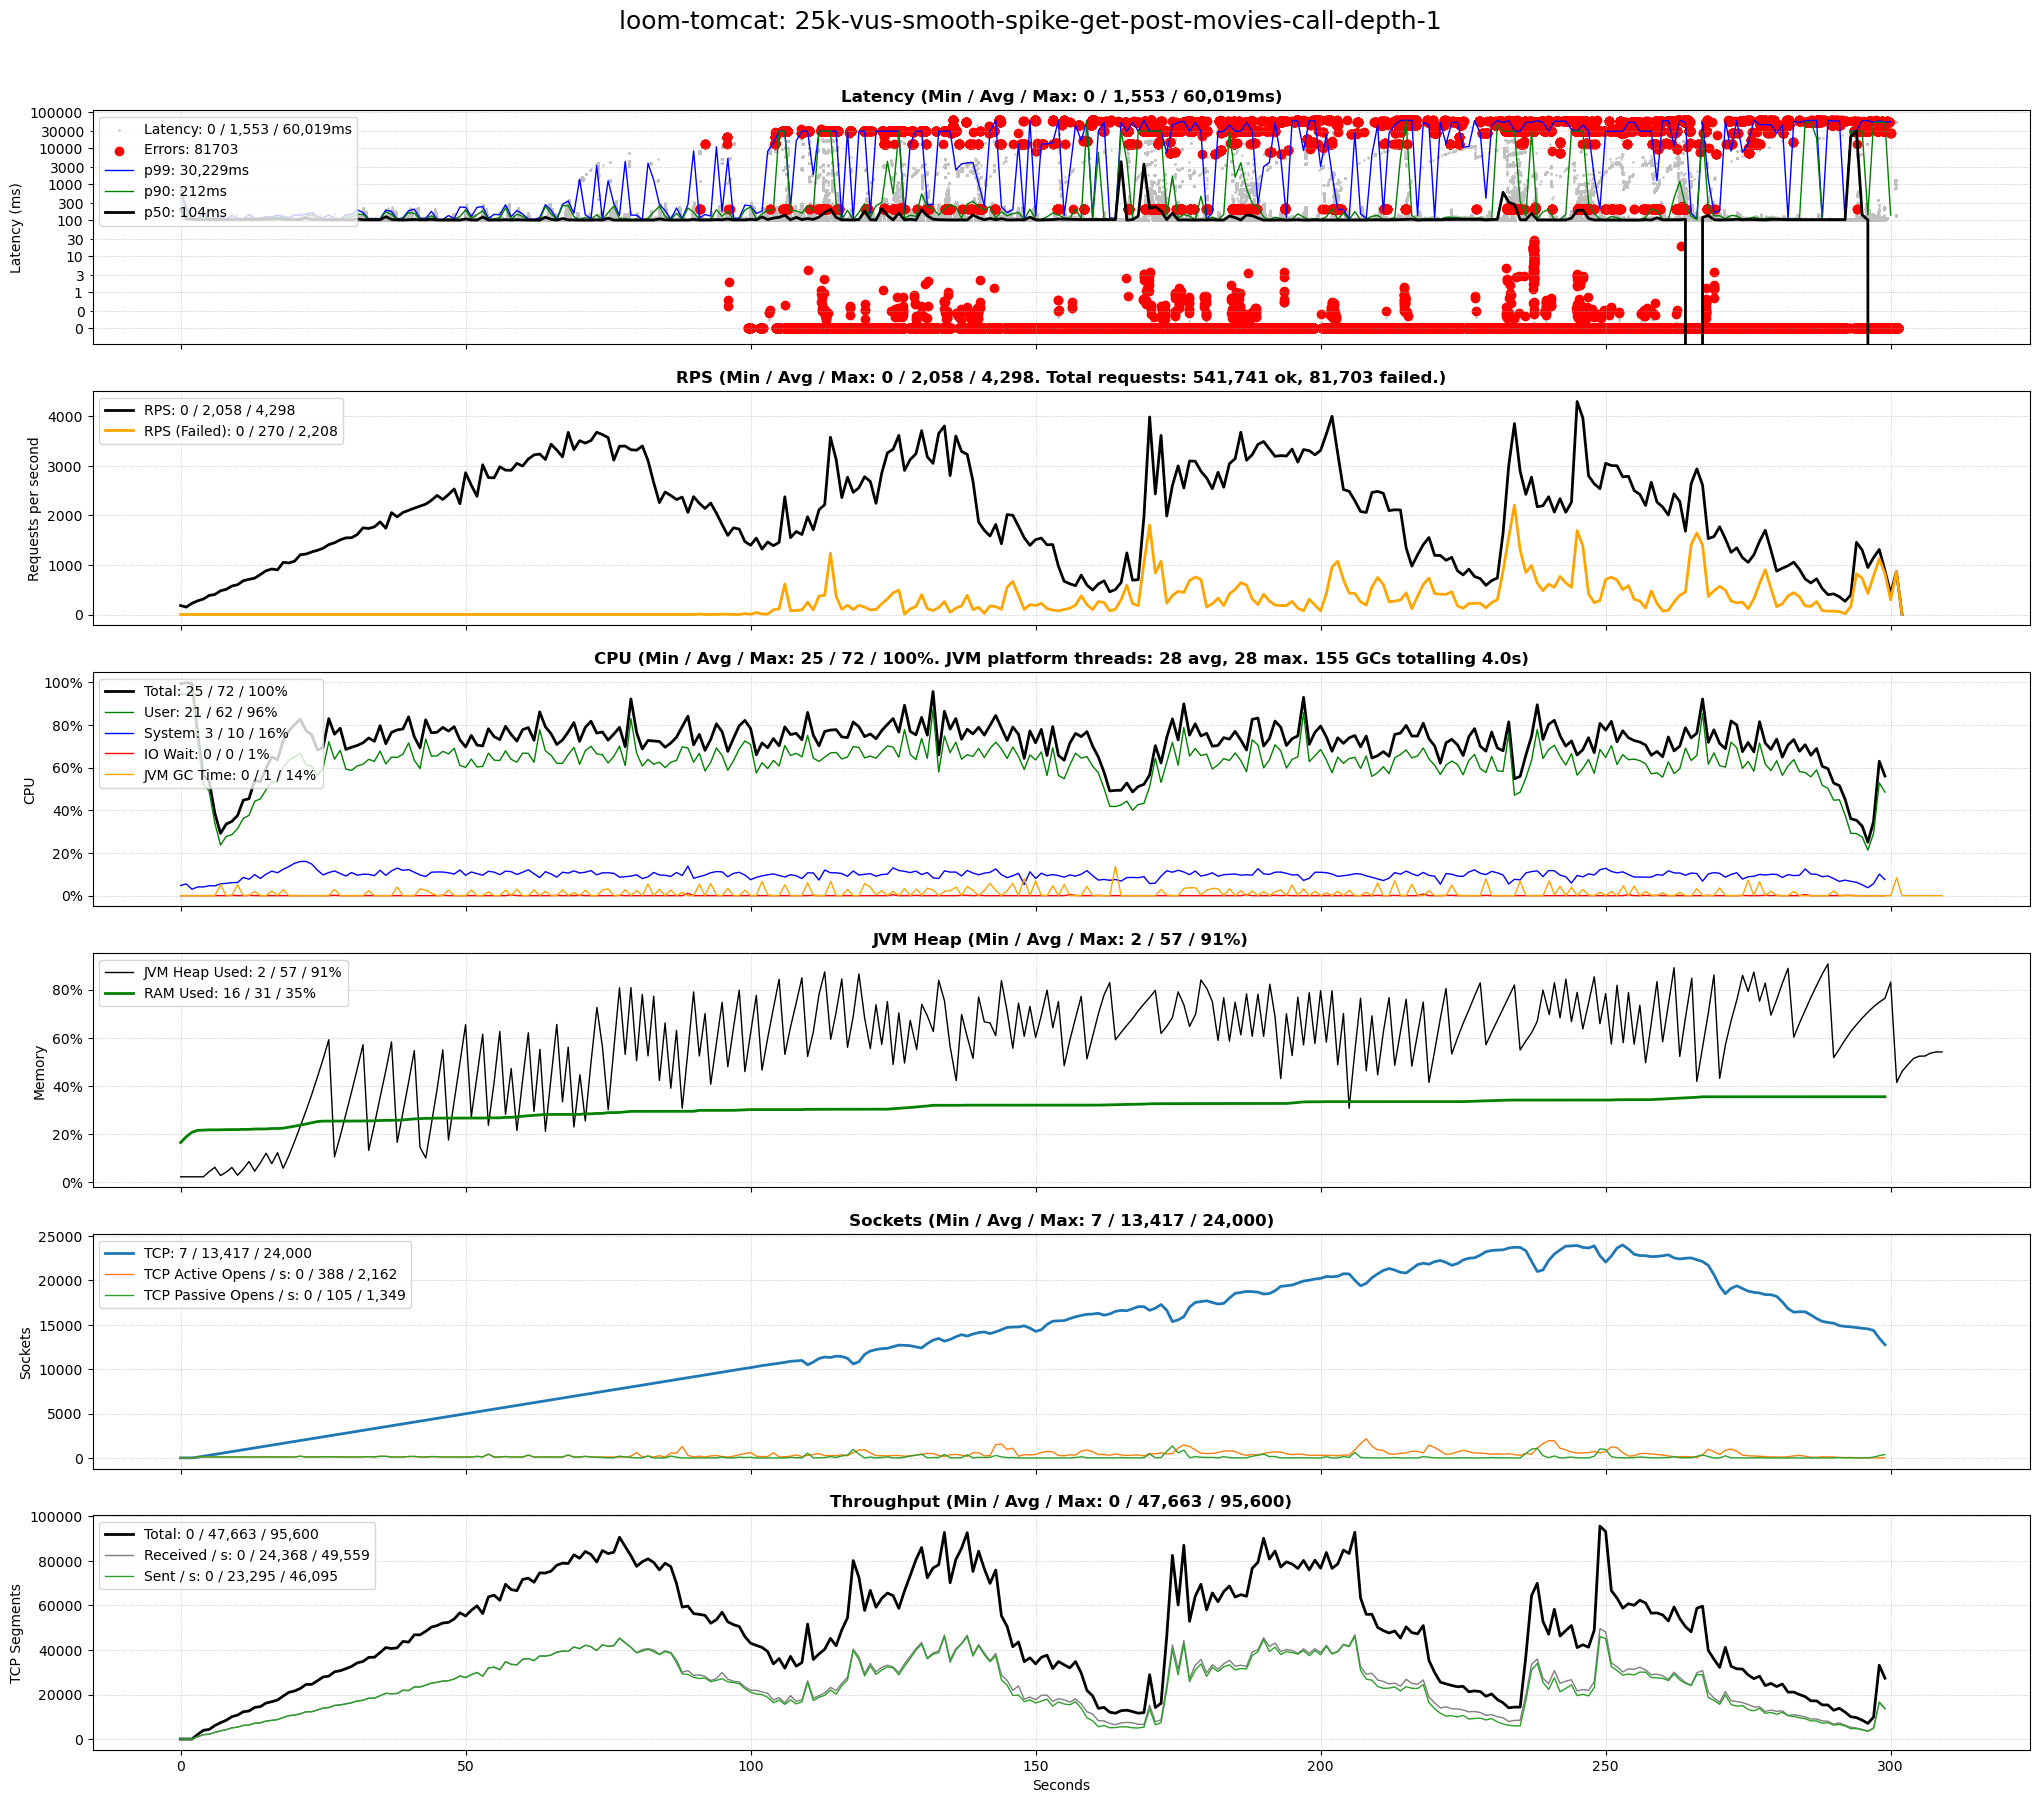 loom-tomcat: 25k-vus-smooth-spike-get-post-movies-call-depth-1
Latency (Min / Avg / Max: 0 / 1,553 / 60,019ms)
Latency (ms)
100000
30000
10000
3000
1000
300
100
30
10
3
1
0
0
Latency: 0 / 1,553 / 60,019ms
Errors: 81703
p99: 30,229ms
p90: 212ms
p50: 104ms
RPS (Min / Avg / Max: 0 / 2,058 / 4,298. Total requests: 541,741 ok, 81,703 failed.)
Requests per second
4000
3000
2000
1000
0
RPS: 0 / 2,058 / 4,298
RPS (Failed): 0 / 270 / 2,208
CPU (Min / Avg / Max: 25 / 72 / 100%. JVM platform threads: 28 avg, 28 max. 155 GCs totalling 4.0s)
CPU
100%
80%
60%
40%
20%
0%
Total: 25 / 72 / 100%
User: 21 / 62 / 96%
System: 3 / 10 / 16%
IO Wait: 0 / 0 / 1%
JVM GC Time: 0 / 1 / 14%
JVM Heap (Min / Avg / Max: 2 / 57 / 91%)
Memory
80%
60%
40%
20%
0%
JVM Heap Used: 2 / 57 / 91%
RAM Used: 16 / 31 / 35%
Sockets (Min / Avg / Max: 7 / 13,417 / 24,000)
Sockets
25000
20000
15000
10000
5000
0
TCP: 7 / 13,417 / 24,000
TCP Active Opens / s: 0 / 388 / 2,162
TCP Passive Opens / s: 0 / 105 / 1,349
Throughput (Min / Avg / Max: 0 / 47,663 / 95,600)
TCP Segments
100000
80000
60000
40000
20000
0
Total: 0 / 47,663 / 95,600
Received / s: 0 / 24,368 / 49,559
Sent / s: 0 / 23,295 / 46,095
0 50 100 150 200 250 300
Seconds